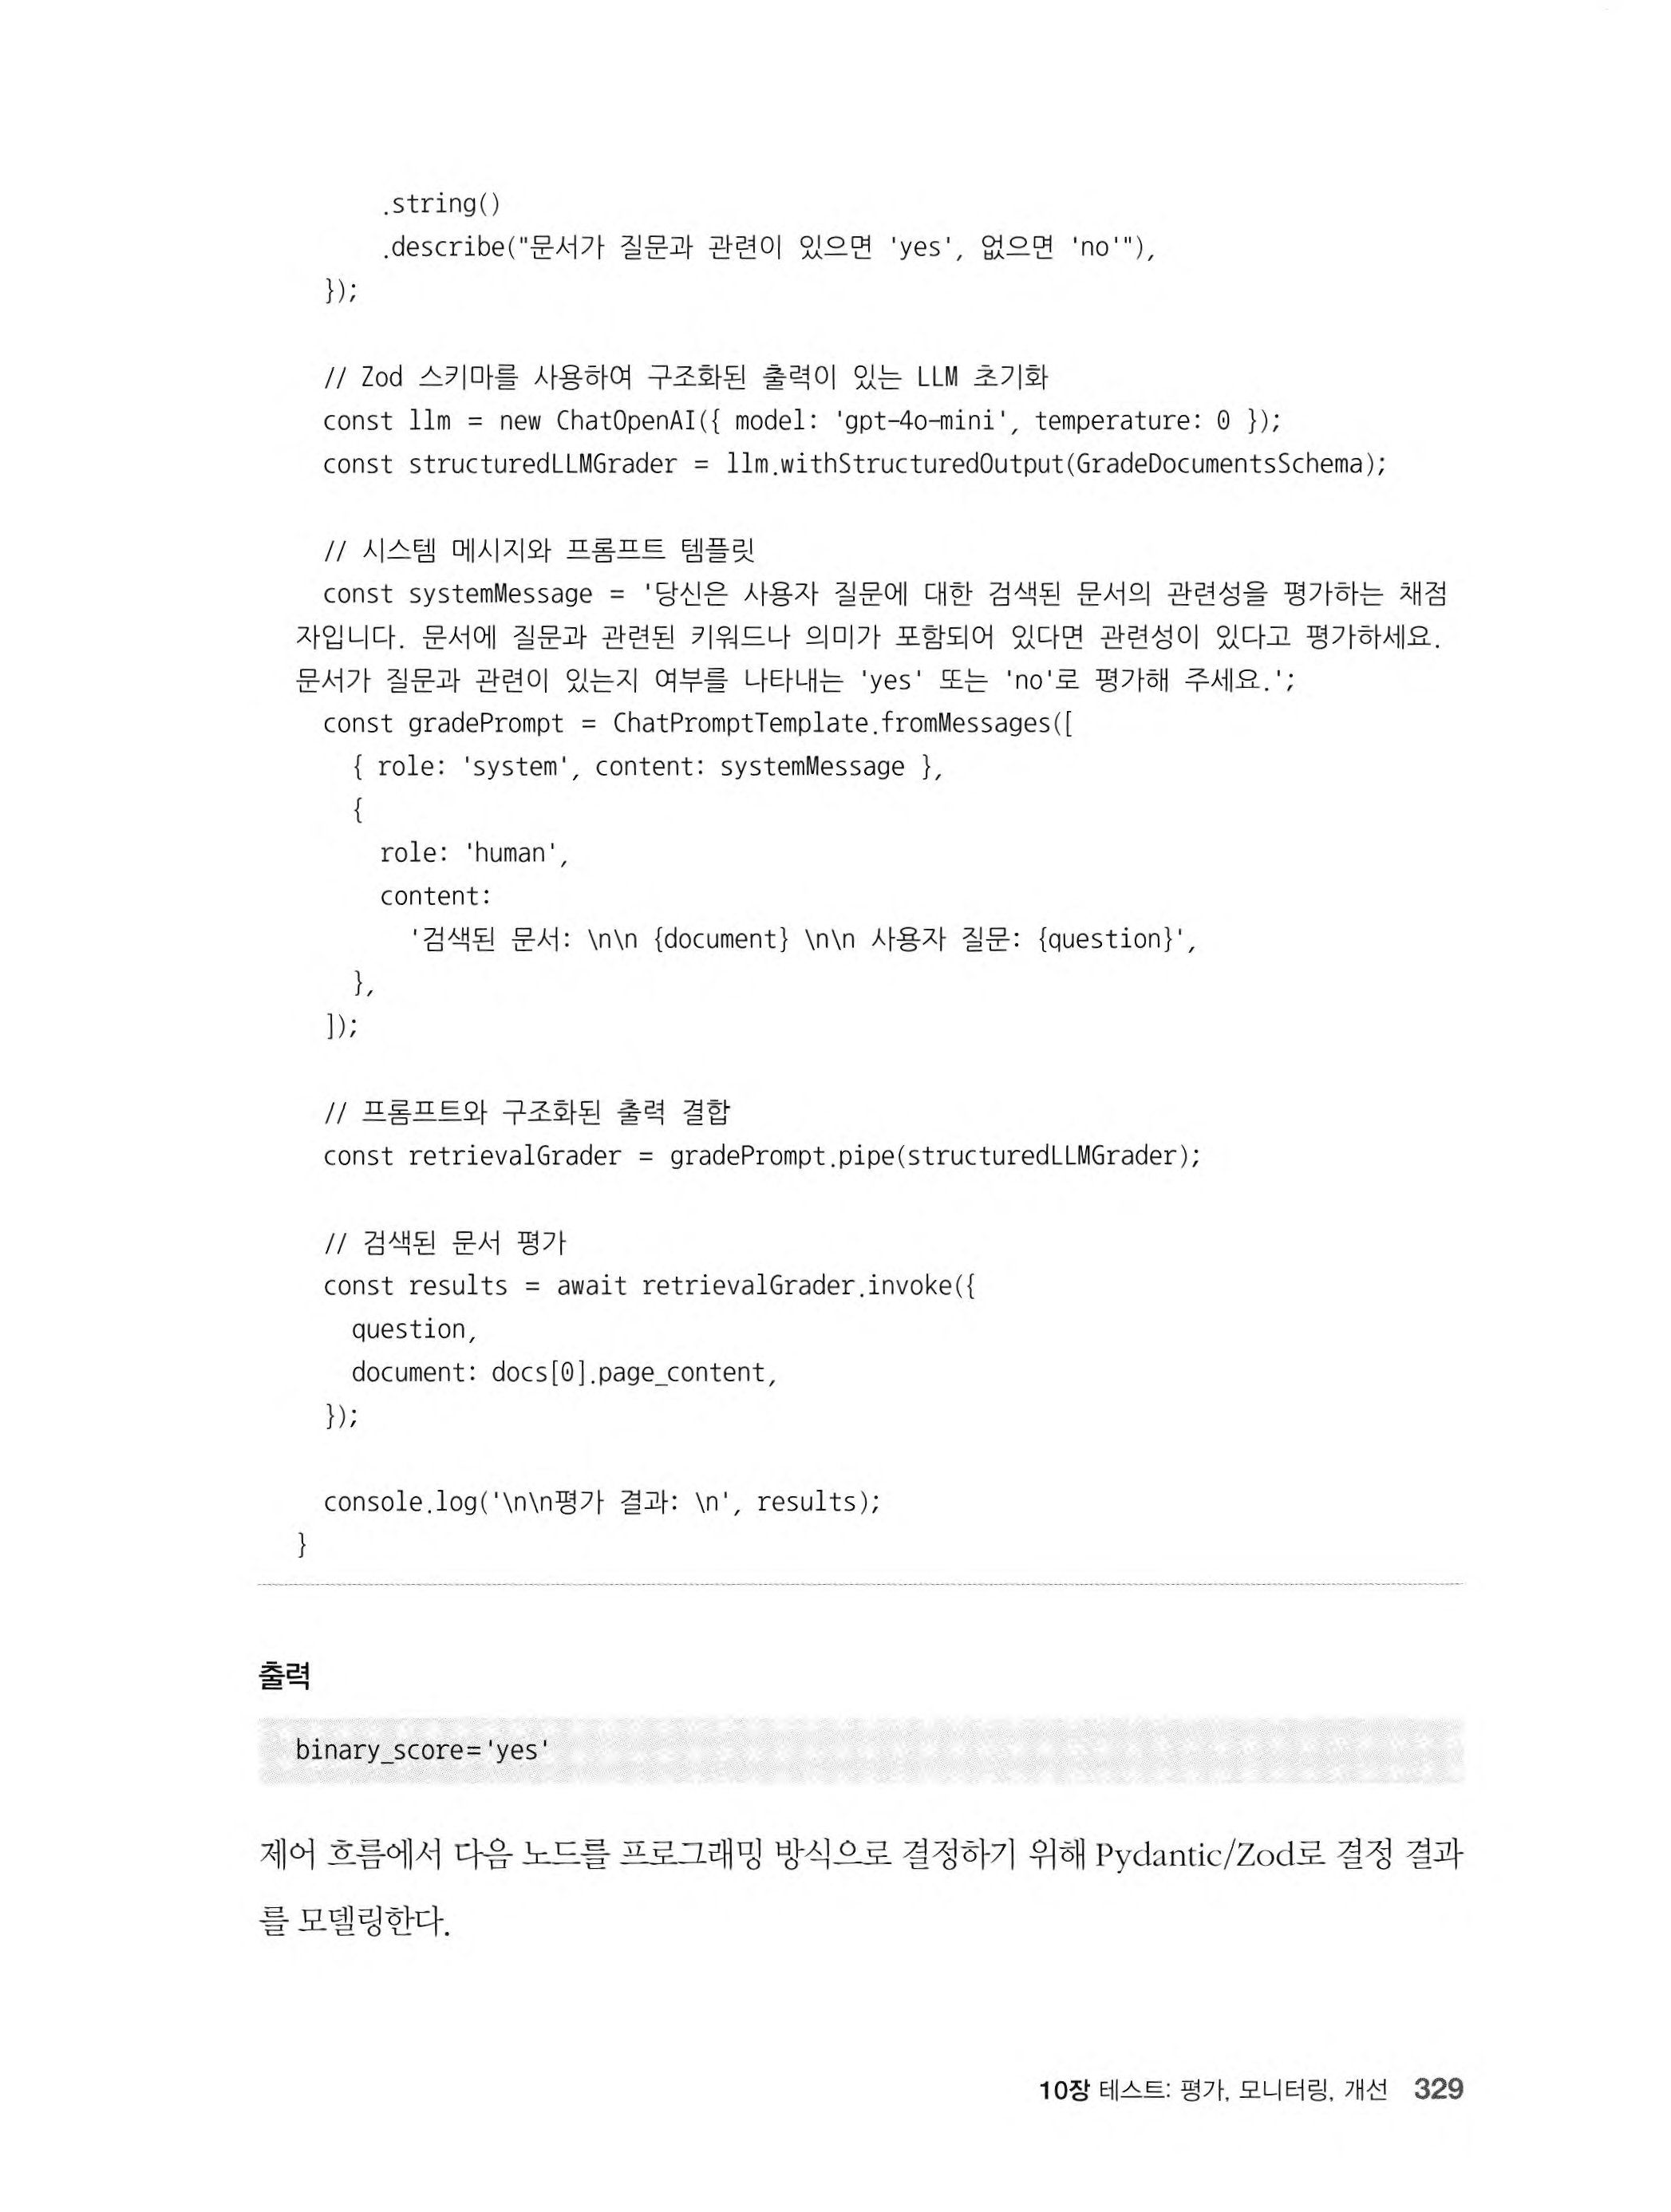 .string()
.describe("문서가 질문과 관련이 있으면 'yes', 없으면 'no'"),
});
// Zod 스키마를 사용하여 구조화된 출력이 있는 LLM 초기화
const llm = new ChatOpenAI({ model: 'gpt-4o-mini', temperature: 0 });
const structuredLLMGrader = llm.withStructuredOutput(GradeDocumentsSchema);
// 시스템 메시지와 프롬프트 템플릿
const systemMessage = '당신은 사용자 질문에 대한 검색된 문서의 관련성을 평가하는 채점
자입니다. 문서에 질문과 관련된 키워드나 의미가 포함되어 있다면 관련성이 있다고 평가하세요.
문서가 질문과 관련이 있는지 여부를 나타내는 'yes' 또는 'no'로 평가해 주세요.';
const gradePrompt = ChatPromptTemplate.fromMessages([
{ role: 'system', content: systemMessage },
{
role: 'human',
content:
'검색된 문서: \n\n {document} \n\n 사용자 질문: {question}',
},
]);
// 프롬프트와 구조화된 출력 결합
const retrievalGrader = gradePrompt.pipe(structuredLLMGrader);
// 검색된 문서 평가
const results = await retrievalGrader.invoke({
question,
document: docs[0].page_content,
});
console.log('\n\n평가 결과: \n', results);
}
출력
binary_score='yes'
제어 흐름에서 다음 노드를 프로그래밍 방식으로 결정하기 위해 Pydantic/Zod로 결정 결과
를 모델링한다.
10장 테스트: 평가, 모니터링, 개선 329